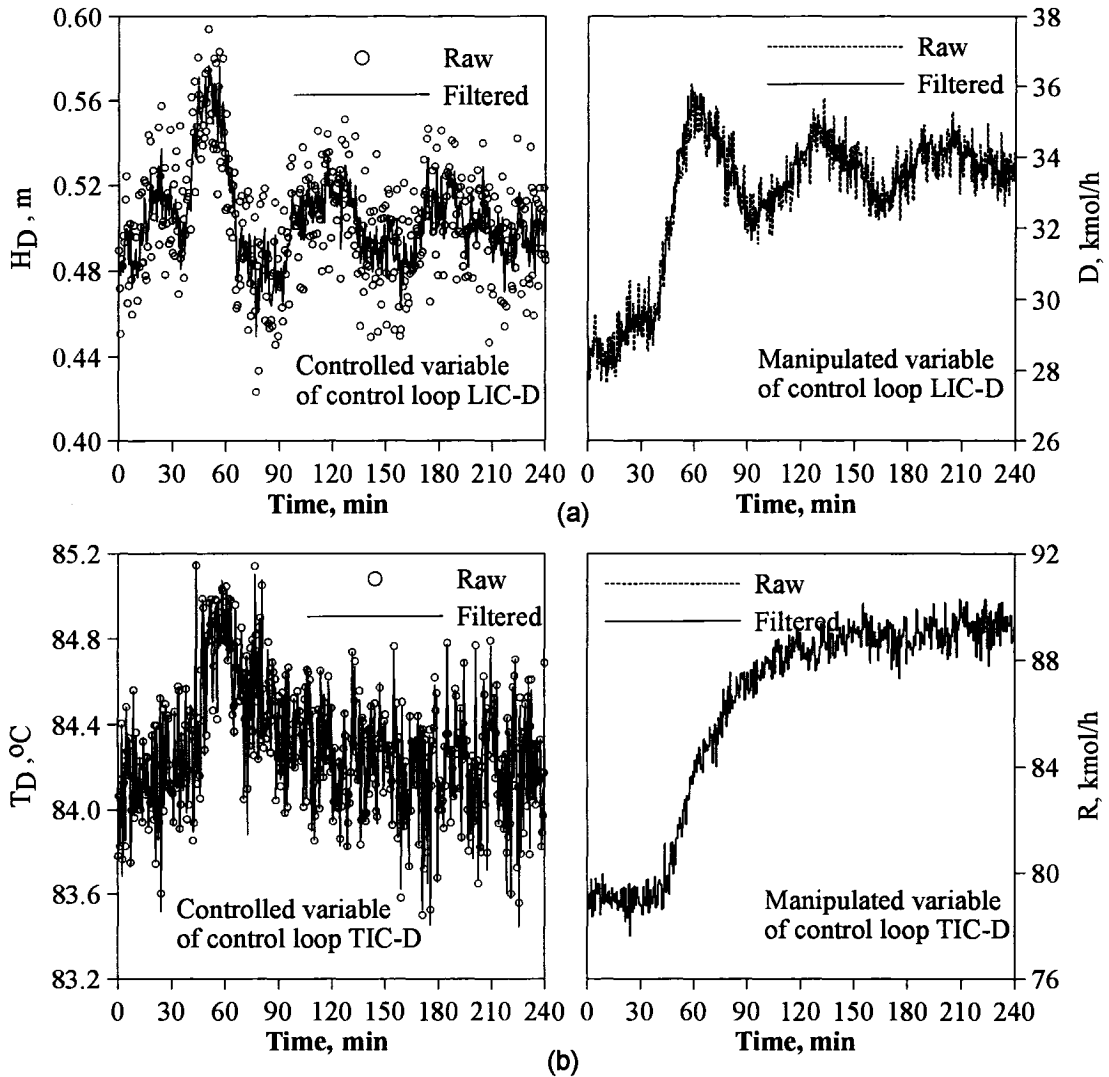 0.60
0.56
0.52
0.48
0.44
0.40
H_D , m
Raw
Filtered
Controlled variable
of control loop LIC-D
0 30 60 90 120 150 180 210 240
Time, min
Raw
Filtered
Manipulated variable
of control loop LIC-D
38
36
34
32
30
28
26
D, kmol/h
0 30 60 90 120 150 180 210 240
Time, min
(a)
85.2
84.8
84.4
84.0
83.6
83.2
T_D , ºC
Raw
Filtered
Controlled variable
of control loop TIC-D
0 30 60 90 120 150 180 210 240
Time, min
Raw
Filtered
Manipulated variable
of control loop TIC-D
92
88
84
80
76
R, kmol/h
0 30 60 90 120 150 180 210 240
Time, min
(b)